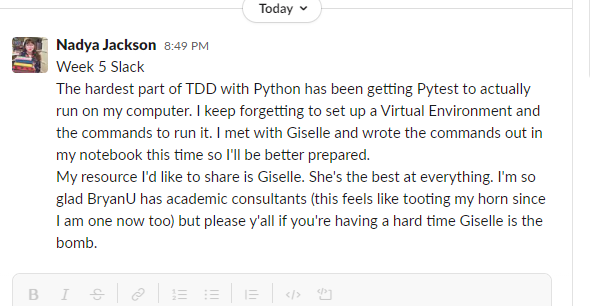 Today
Nadya Jackson 8:49 PM
Week 5 Slack
The hardest part of TDD with Python has been getting Pytest to actually
run on my computer. I keep forgetting to set up a Virtual Environment and
the commands to run it. I met with Giselle and wrote the commands out in
my notebook this time so I'll be better prepared.
My resource I'd like to share is Giselle. She's the best at everything. I'm so
glad BryanU has academic consultants (this feels like tooting my horn since
I am one now too) but please y'all if you're having a hard time Giselle is the
bomb.
B I S